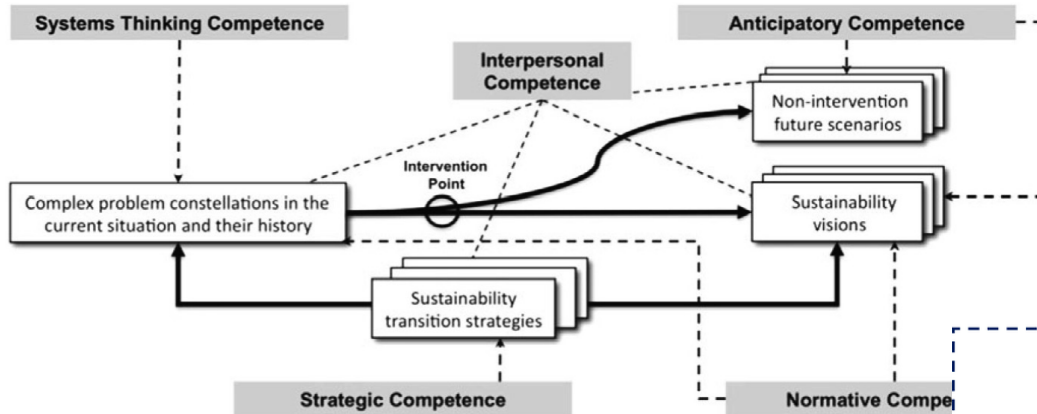 Systems Thinking Competence
Anticipatory Competence
Interpersonal
Competence
Non-intervention
future scenarios
Intervention
Point
Complex problem constellations in the
current situation and their history
Sustainability
visions
Sustainability
transition strategies
Strategic Competence
Normative Compe